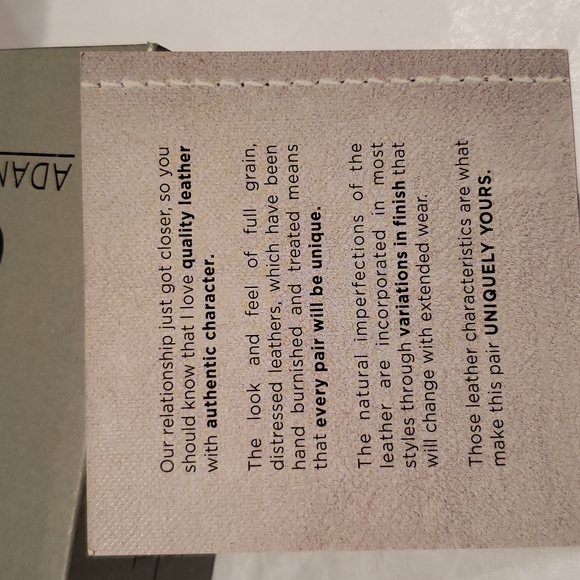 Our relationship just got closer, so you
should know that I love quality leather
with authentic character.
The look and feel of full grain,
distressed leathers, which have been
hand burnished and treated means
that every pair will be unique.
The natural imperfections of the
leather are incorporated in most
styles through variations in finish that
will change with extended wear.
Those leather characteristics are what
make this pair UNIQUELY YOURS.
ADAM